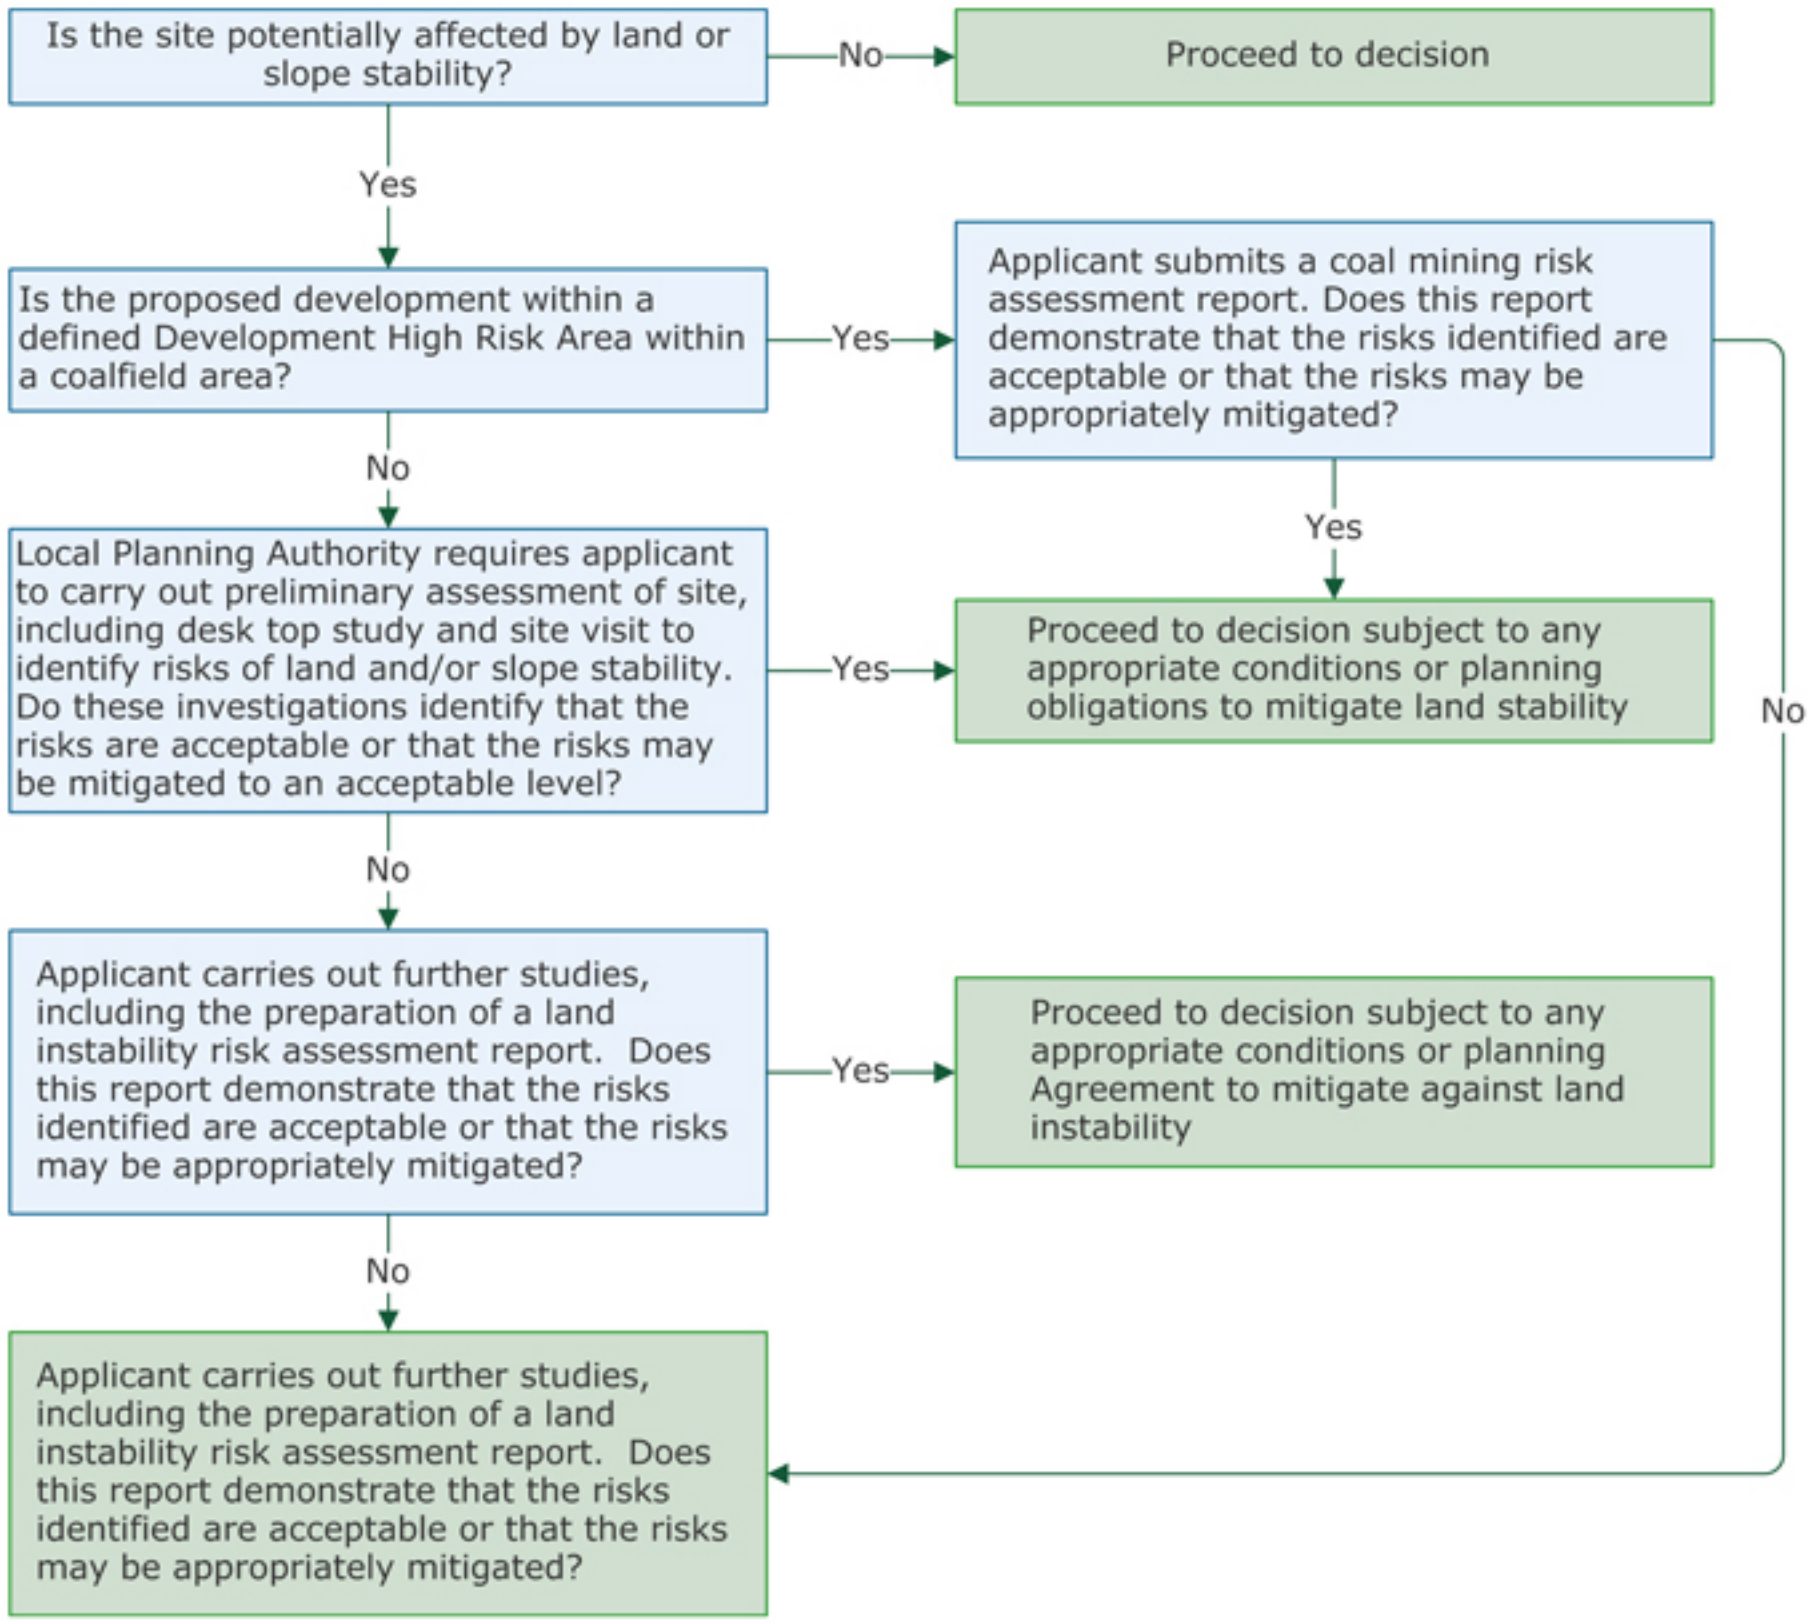 Is the site potentially affected by land or
slope stability?
No
Proceed to decision
Yes
Is the proposed development within a
defined Development High Risk Area within
a coalfield area?
Yes
Applicant submits a coal mining risk
assessment report. Does this report
demonstrate that the risks identified are
acceptable or that the risks may be
appropriately mitigated?
No
Yes
No
Local Planning Authority requires applicant
to carry out preliminary assessment of site,
including desk top study and site visit to
identify risks of land and/or slope stability.
Do these investigations identify that the
risks are acceptable or that the risks may
be mitigated to an acceptable level?
Yes
Proceed to decision subject to any
appropriate conditions or planning
obligations to mitigate land stability
No
Applicant carries out further studies,
including the preparation of a land
instability risk assessment report.  Does
this report demonstrate that the risks
identified are acceptable or that the risks
may be appropriately mitigated?
Yes
Proceed to decision subject to any
appropriate conditions or planning
Agreement to mitigate against land
instability
No
Applicant carries out further studies,
including the preparation of a land
instability risk assessment report.  Does
this report demonstrate that the risks
identified are acceptable or that the risks
may be appropriately mitigated?